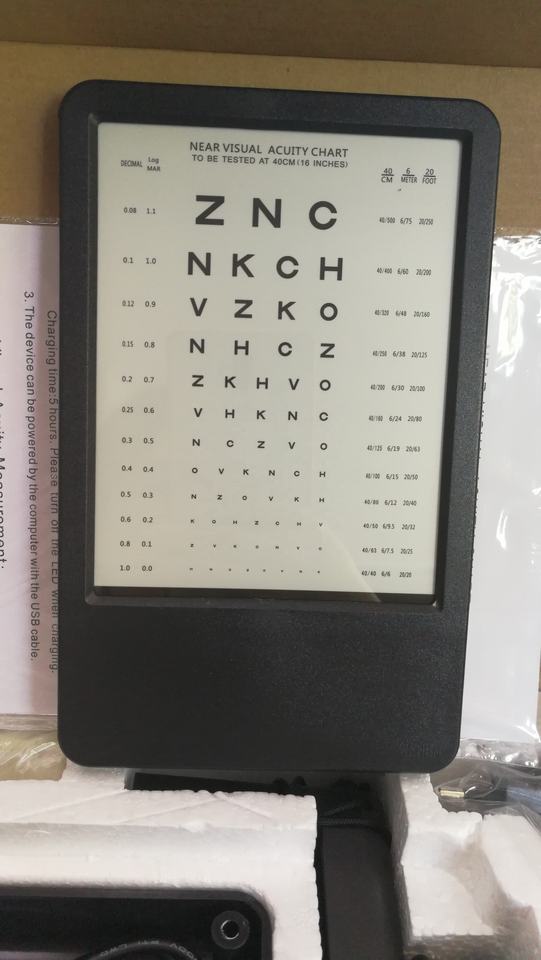 NEAR VISUAL ACUITY CHART
TO BE TESTED AT 40CM (16 INCHES)
DECIMAL Log MAR 40 CM 6 METER 20 FOOT
0.08 1.1 Z N C 40/500 6/75 20/250
0.1 1.0 N K C H 40/400 6/60 20/200
0.12 0.9 V Z K O 40/320 6/48 20/160
0.15 0.8 N H C Z 40/250 6/38 20/125
0.2 0.7 Z K H V O 40/200 6/30 20/100
0.25 0.6 V H K N C 40/160 6/24 20/80
0.3 0.5 N C Z V O 40/125 6/19 20/63
0.4 0.4 O V K N C H 40/100 6/15 20/50
0.5 0.3 N Z O V K H 40/80 6/12 20/40
0.6 0.2 K O H Z C H V 40/50 6/9.5 20/32
0.8 0.1 Z V K O H V C 40/63 6/7.5 20/25
1.0 0.0 40/40 6/6 20/20
Charging time:5 hours. Please turn off the LED when charging.
3. The device can be powered by the computer with the USB cable.
Acuity Measurement: